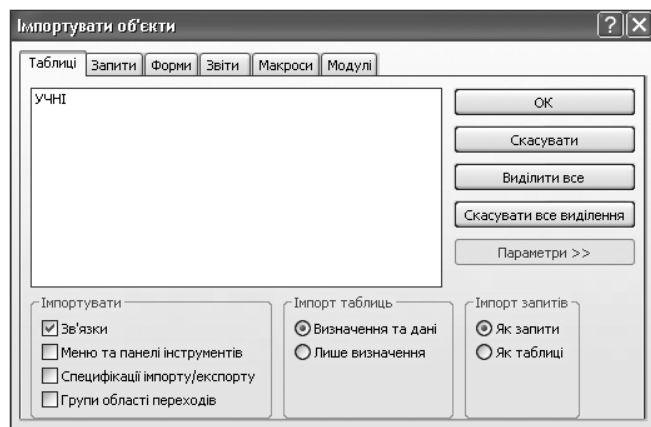 Імпортувати об'єкти
Таблиці Запити Форми Звіти Макроси Модулі
УЧНІ
ОК
Скасувати
Виділити все
Скасувати все виділення
Параметри >>
Імпортувати
Зв'язки
Меню та панелі інструментів
Специфікації імпорту/експорту
Групи області переходів
Імпорт таблиць
Визначення та дані
Лише визначення
Імпорт запитів
Як запити
Як таблиці